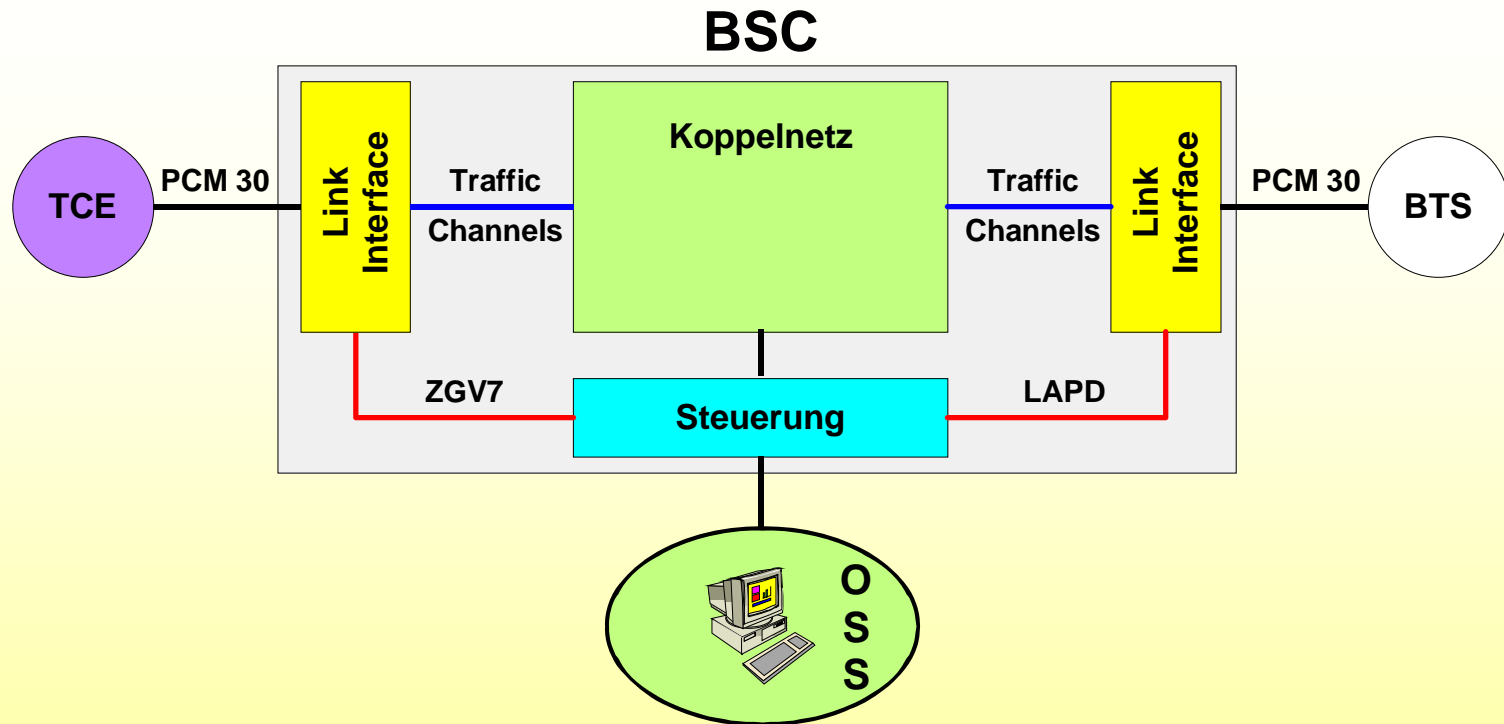 BSC
TCE
PCM 30
Link
Interface
Traffic
Channels
Koppelnetz
Traffic
Channels
Link
Interface
PCM 30
BTS
ZGV7
Steuerung
LAPD
O
S
S